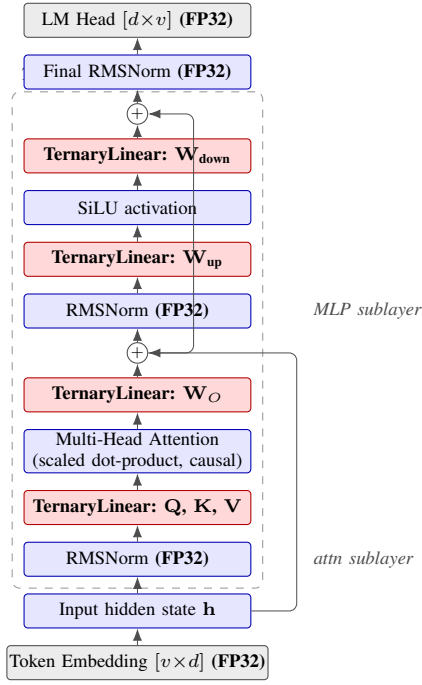 LM Head [d×v] (FP32)
Final RMSNorm (FP32)
TernaryLinear: W_down
SiLU activation
TernaryLinear: W_up
RMSNorm (FP32)
MLP sublayer
TernaryLinear: W_O
Multi-Head Attention
(scaled dot-product, causal)
TernaryLinear: Q, K, V
RMSNorm (FP32)
attn sublayer
Input hidden state h
Token Embedding [v×d] (FP32)